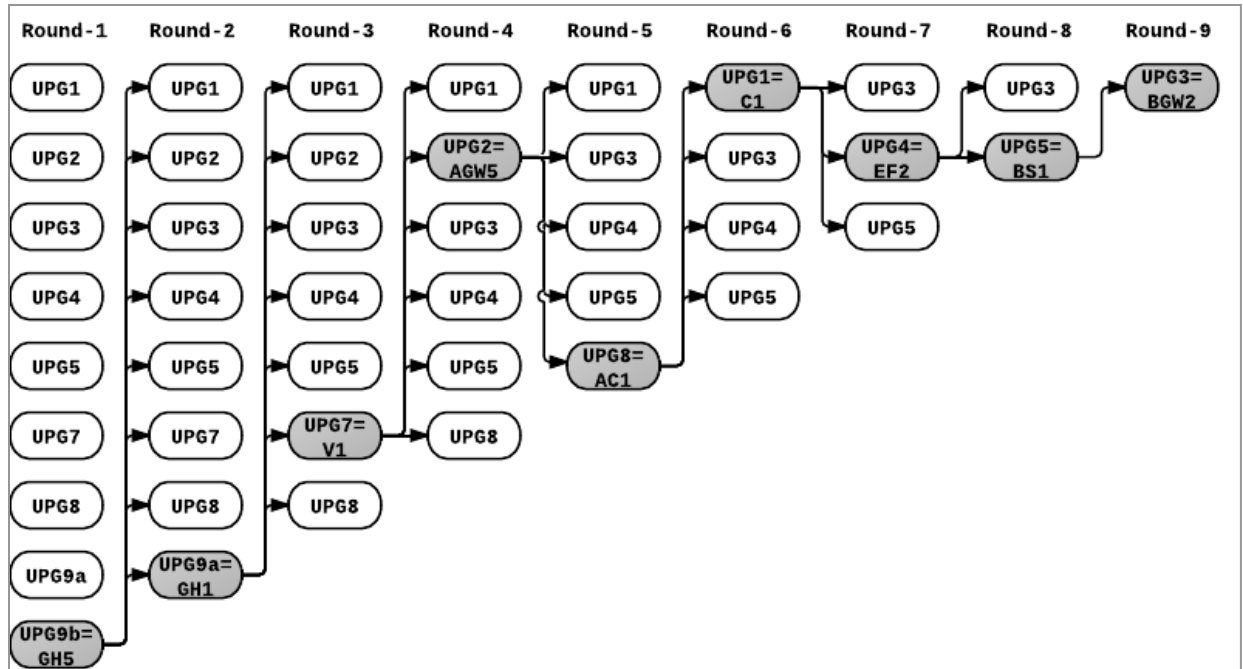 Round-1 Round-2 Round-3 Round-4 Round-5 Round-6 Round-7 Round-8 Round-9
UPG1 UPG1 UPG1 UPG1 UPG1 UPG1= UPG3 UPG3 UPG3=
C1 BGW2
UPG2 UPG2 UPG2 UPG2= UPG3 UPG3 UPG4= UPG5=
AGW5 EF2 BS1
UPG3 UPG3 UPG3 UPG3 UPG4 UPG4 UPG5
UPG4 UPG4 UPG4 UPG4 UPG5 UPG5
UPG5 UPG5 UPG5 UPG5 UPG8=
AC1
UPG7 UPG7 UPG7= UPG8
V1
UPG8 UPG8 UPG8
UPG9a UPG9a=
GH1
UPG9b=
GH5